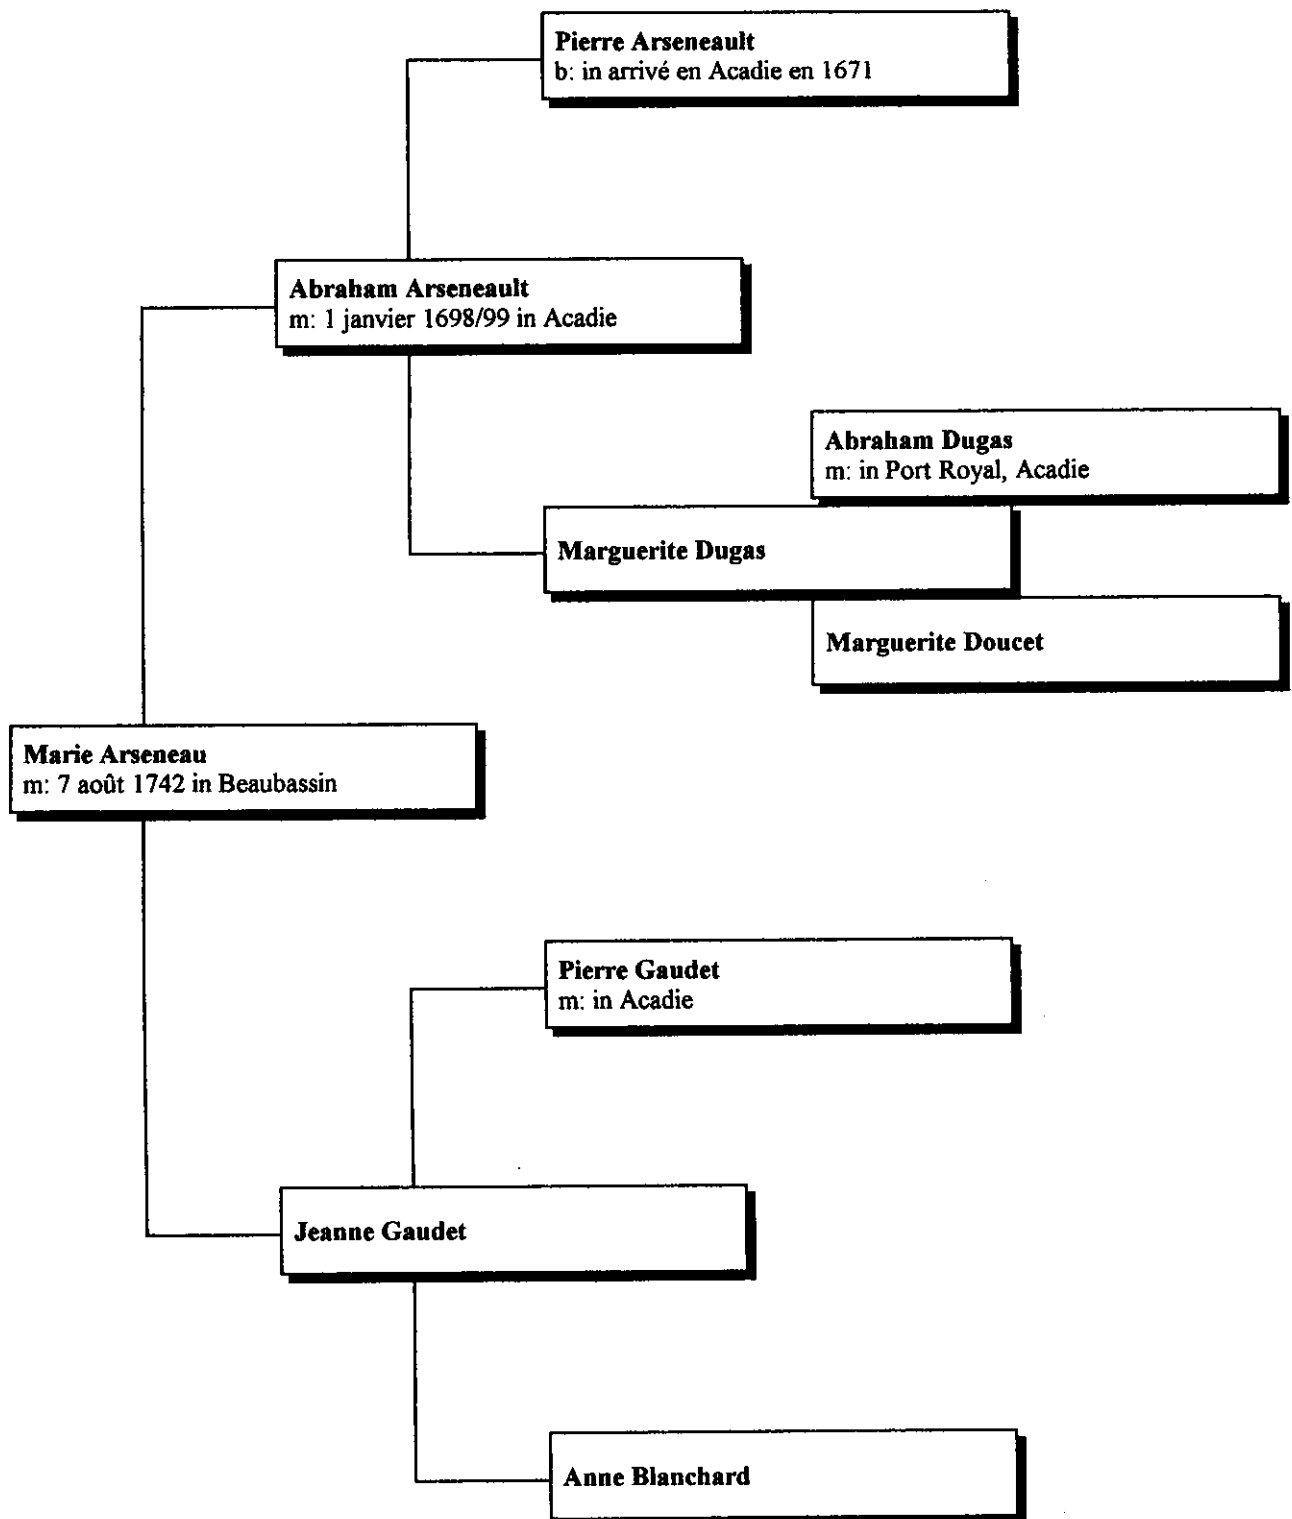 Pierre Arseneault
b: in arrivé en Acadie en 1671
Abraham Arseneault
m: 1 janvier 1698/99 in Acadie
Abraham Dugas
m: in Port Royal, Acadie
Marguerite Dugas
Marguerite Doucet
Marie Arseneau
m: 7 août 1742 in Beaubassin
Pierre Gaudet
m: in Acadie
Jeanne Gaudet
Anne Blanchard